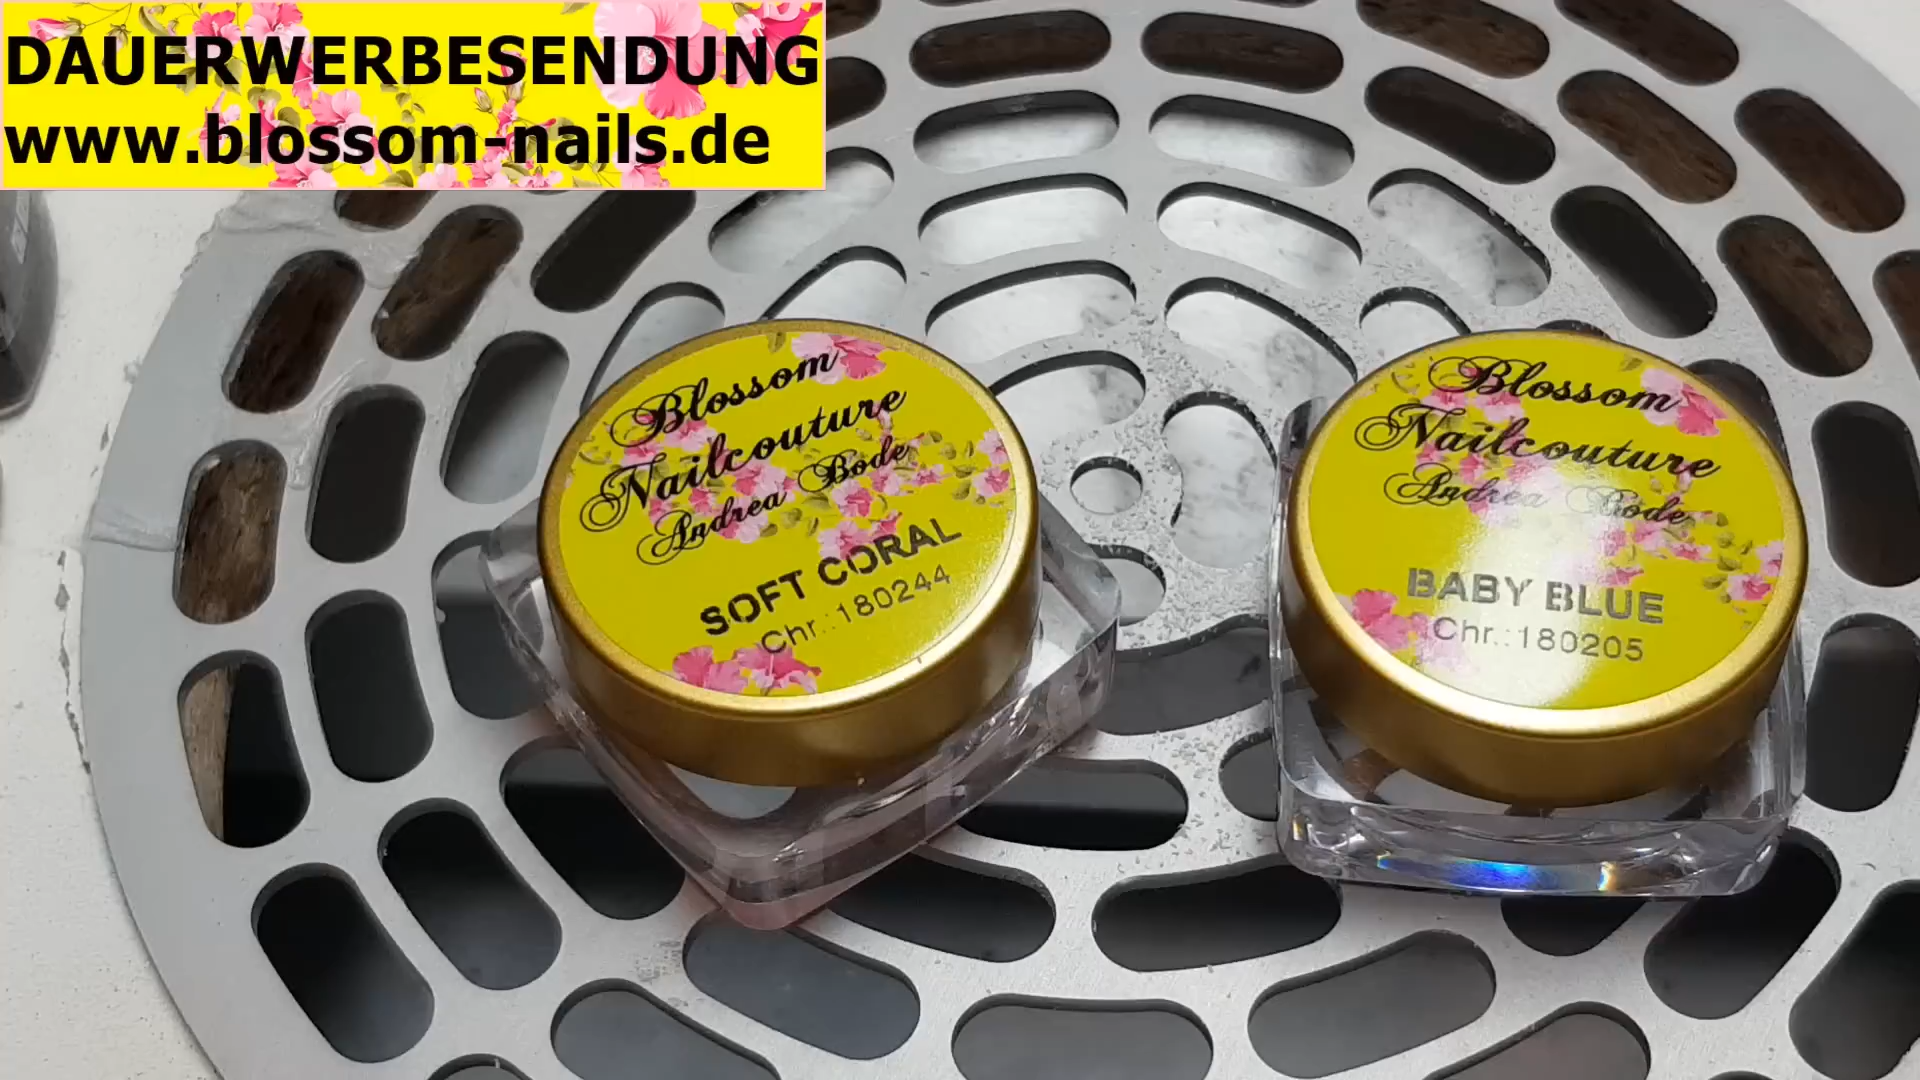 DAUERWERBESENDUNG
www.blossom-nails.de
Blossom
Nailcouture
Andrea Bode
SOFT CORAL
Chr.:180244
Blossom
Nailcouture
Andrea Bode
BABY BLUE
Chr.:180205